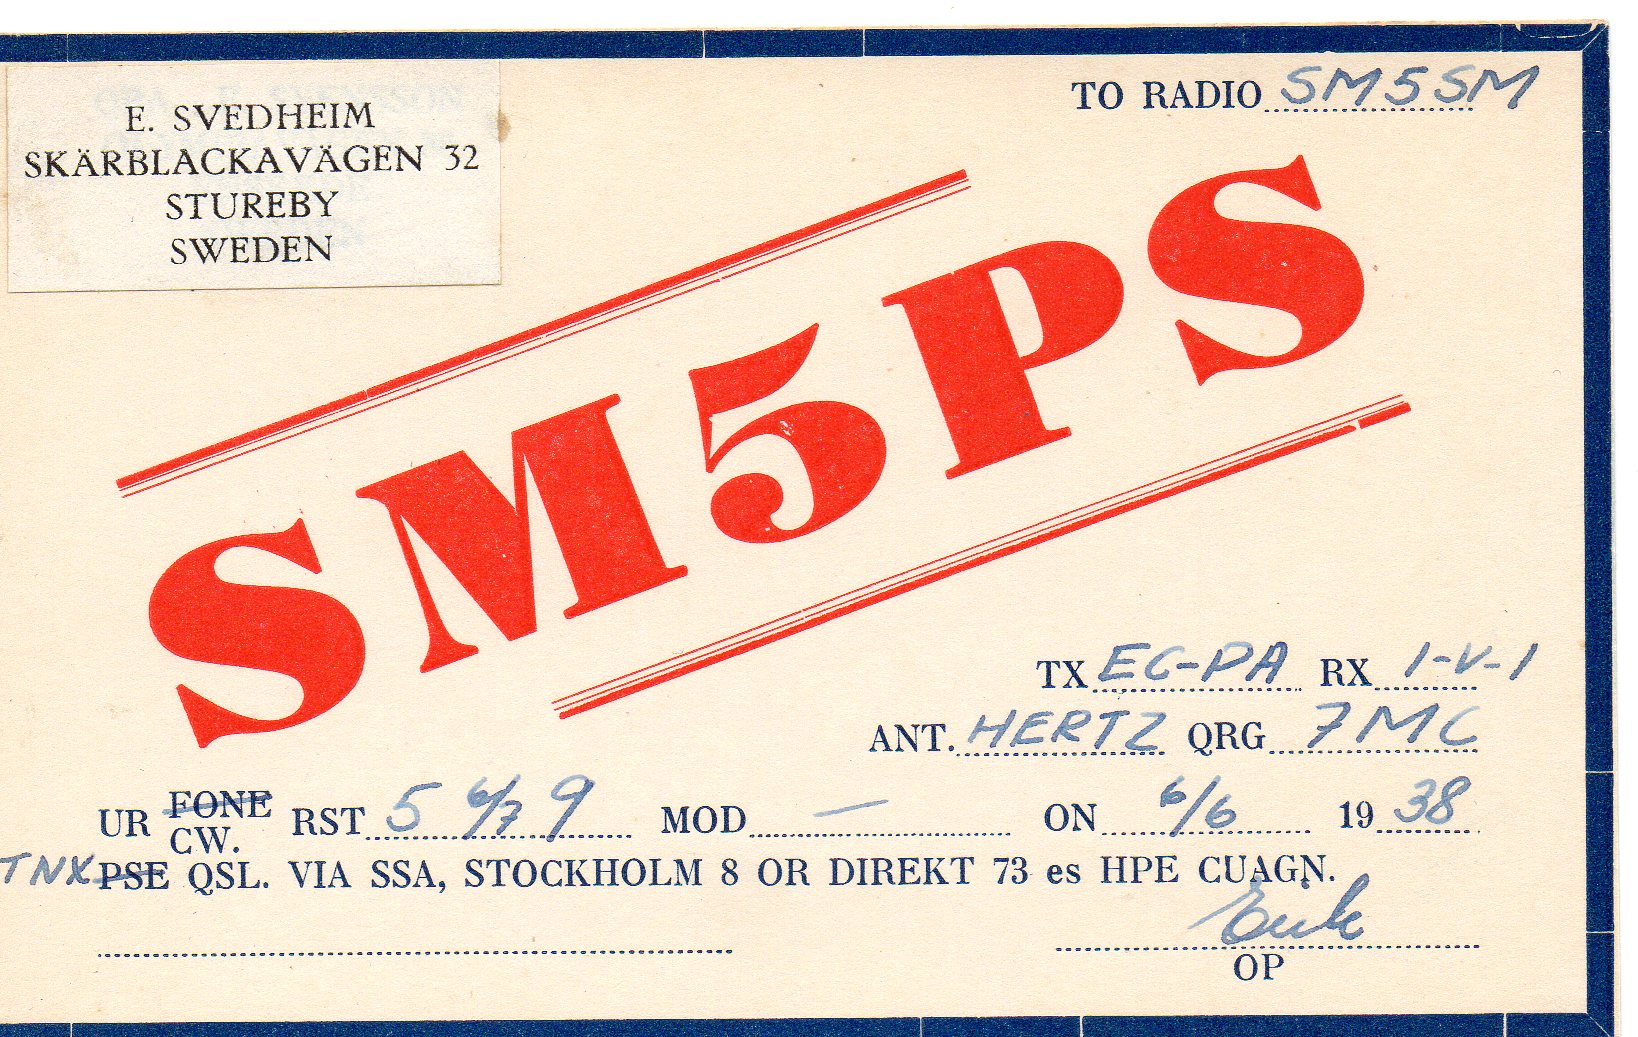 E. SVEDHEIM
SKÄRBLACKAVÄGEN 32
STUREBY
SWEDEN
TO RADIO SM5SM
SM5PS
TX EC-PA RX 1-V-1
ANT. HERTZ QRG 7MC
UR FONE CW. RST 5 6/7 9 MOD — ON 6/6 1938
TNX PSE QSL. VIA SSA, STOCKHOLM 8 OR DIREKT 73 es HPE CUAGN.
Erik
OP